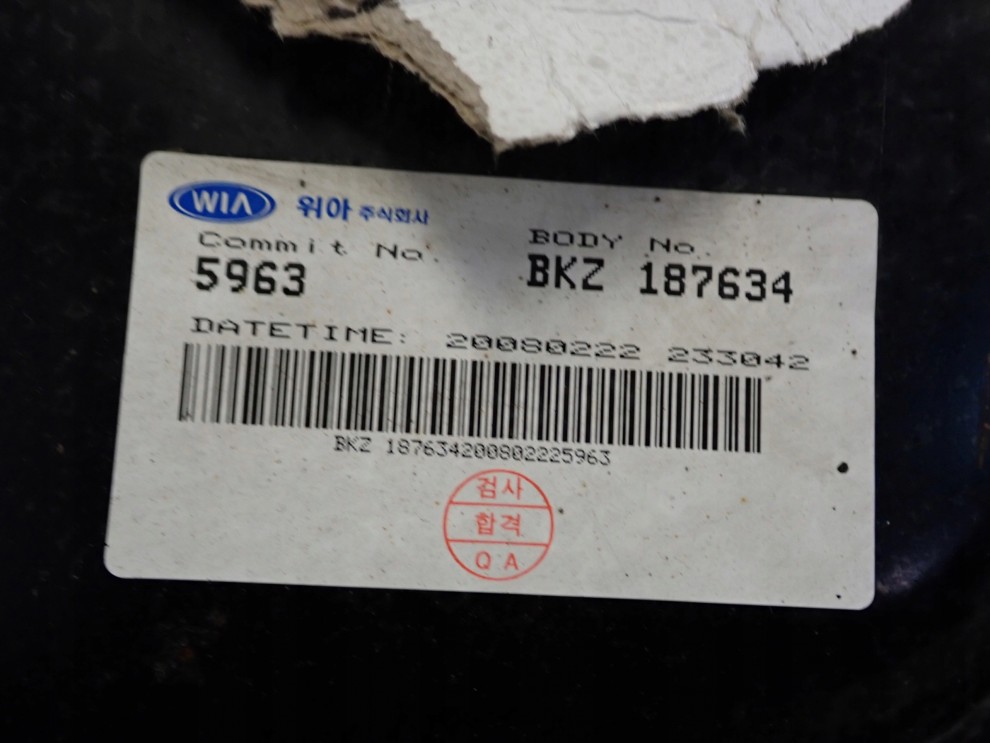 WIA 위아 주식회사
Commit No. BODY No.
5963 BKZ 187634
DATETIME: 20080222 233042
BKZ 187634200802225963
검사
합격
QA